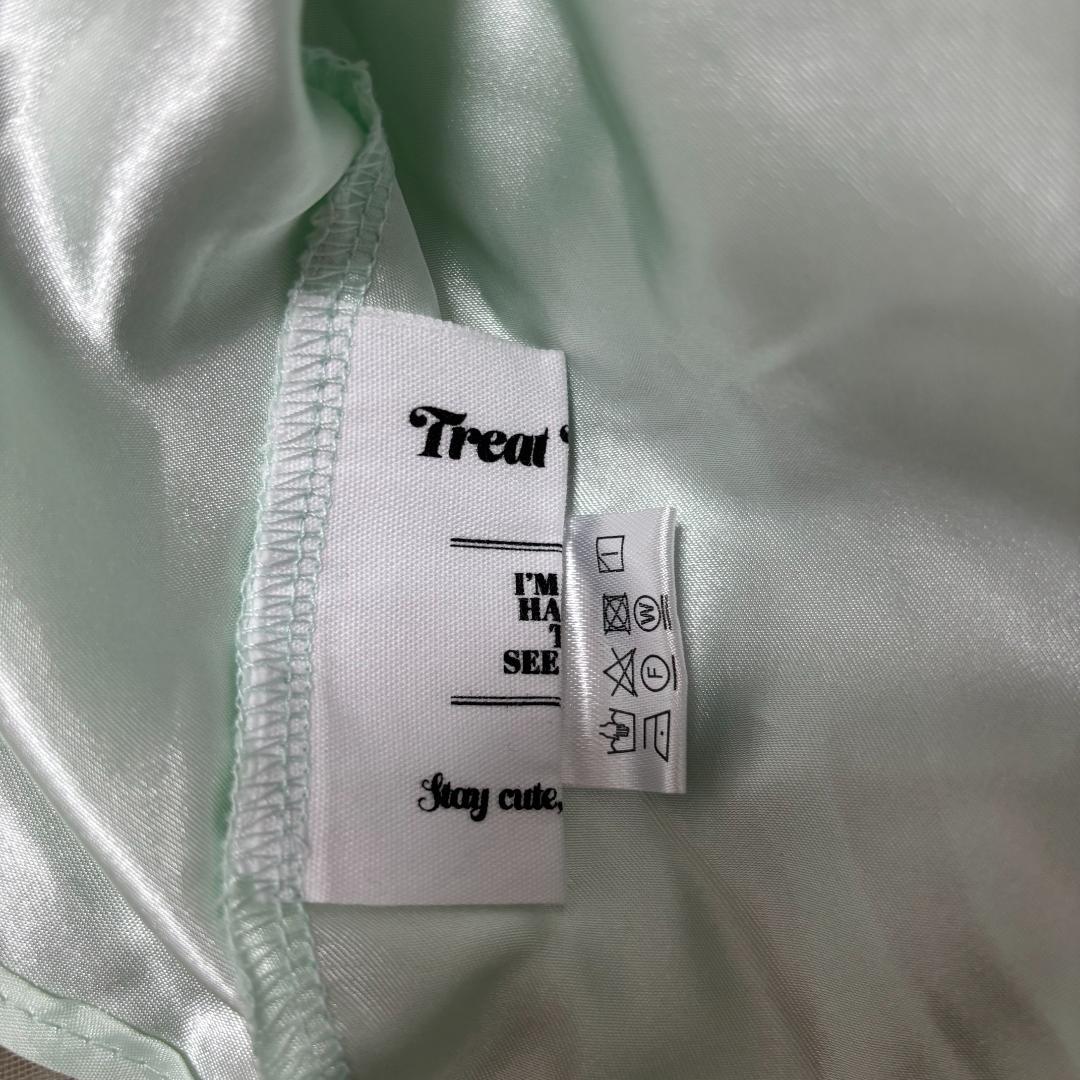 Treat
I'M
HA
T
SEE
Stay cute,
W
F